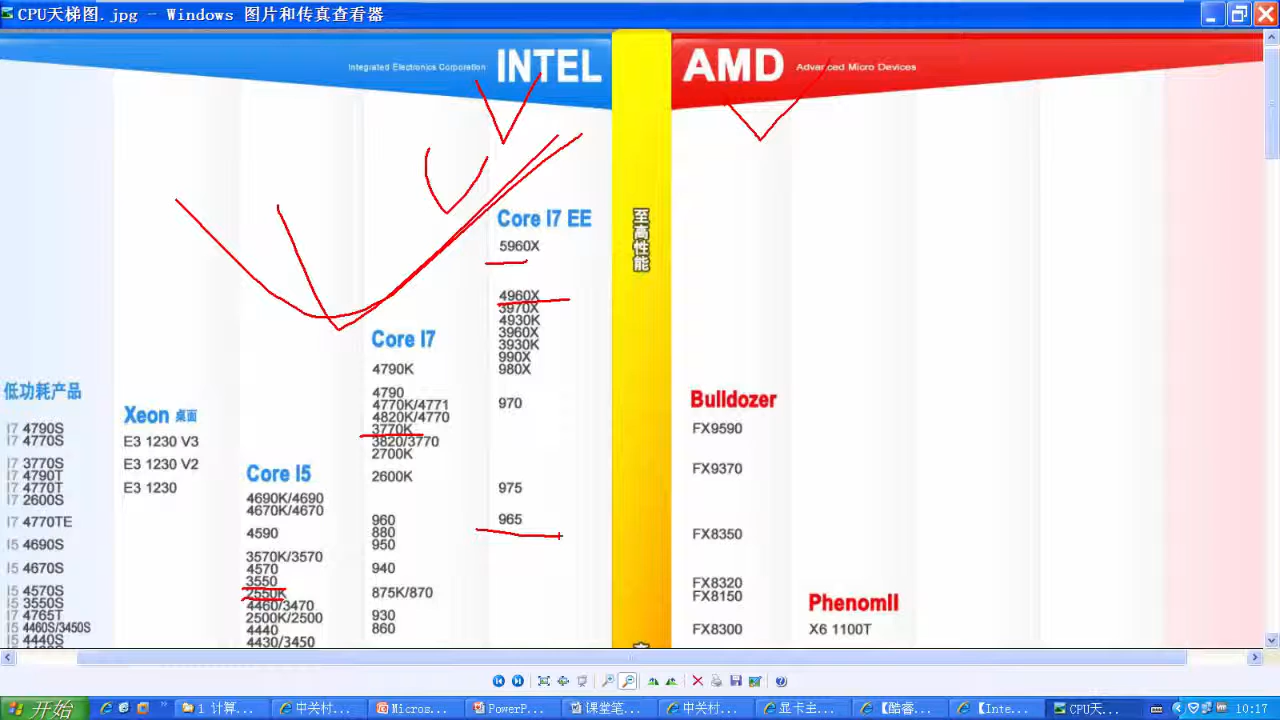 CPU天梯图.jpg - Windows 图片和传真查看器
Integrated Electronics Corporation INTEL
AMD Advanced Micro Devices
至高性能
低功耗产品
I7 4790S
I7 4770S
I7 3770S
I7 4790T
I7 4770T
I7 2600S
I7 4770TE
I5 4690S
I5 4670S
I5 4570S
I5 3550S
I7 4765T
I5 4460S/3450S
I5 4440S
Xeon 桌面
E3 1230 V3
E3 1230 V2
E3 1230
Core I5
4690K/4690
4670K/4670
4590
3570K/3570
4570
3550
2550K
4460/3470
2500K/2500
4440
4430/3450
Core I7
4790K
4790
4770K/4771
4820K/4770
3770K
3820/3770
2700K
2600K
960
880
950
940
875K/870
930
860
Core I7 EE
5960X
4960X
3970X
4930K
3960X
3930K
990X
980X
970
975
965
Bulldozer
FX9590
FX9370
FX8350
FX8320
FX8150
FX8300
PhenomII
X6 1100T
开始
1 计算...
中关村...
Micros...
PowerP...
课堂笔...
中关村...
显卡主...
【酷睿...
【Inte...
CPU天...
10:17